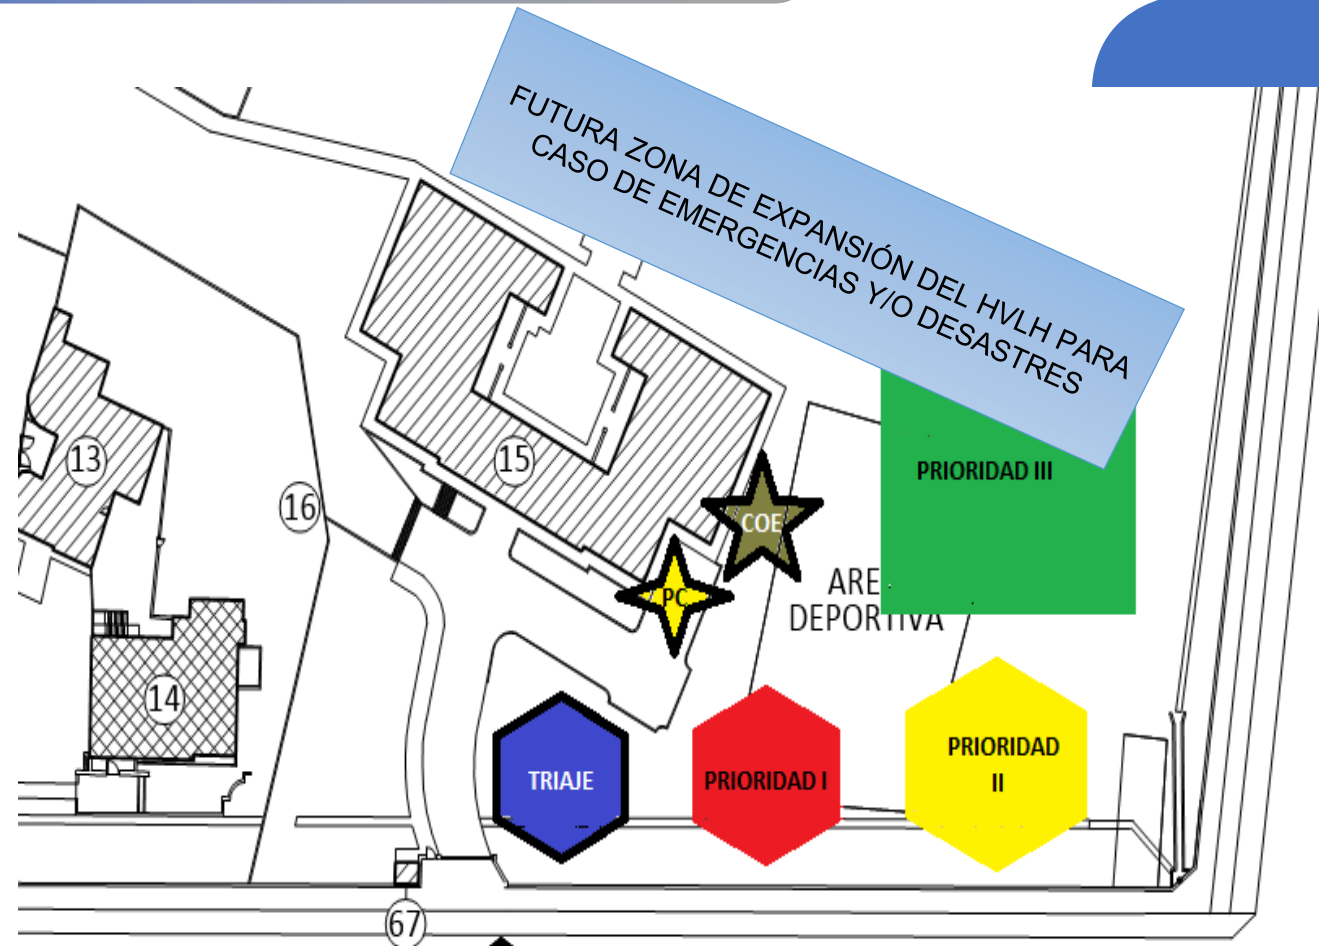 FUTURA ZONA DE EXPANSIÓN DEL HVLH PARA
CASO DE EMERGENCIAS Y/O DESASTRES
PRIORIDAD III
13
15
16
COE
PC
ARE
DEPORTIVA
14
TRIAJE
PRIORIDAD I
PRIORIDAD
II
67